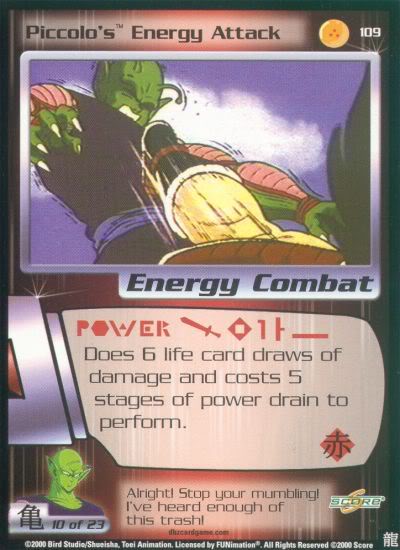 Piccolo's™ Energy Attack
109
Energy Combat
POWER
Does 6 life card draws of
damage and costs 5
stages of power drain to
perform.
赤
Alright! Stop your mumbling!
I've heard enough of
this trash!
SCORE
亀 10 of 23
dbzcardgame.com
©2000 Bird Studio/Shueisha, Toei Animation. Licensed by FUNimation®. All Rights Reserved ©2000 Score
龍